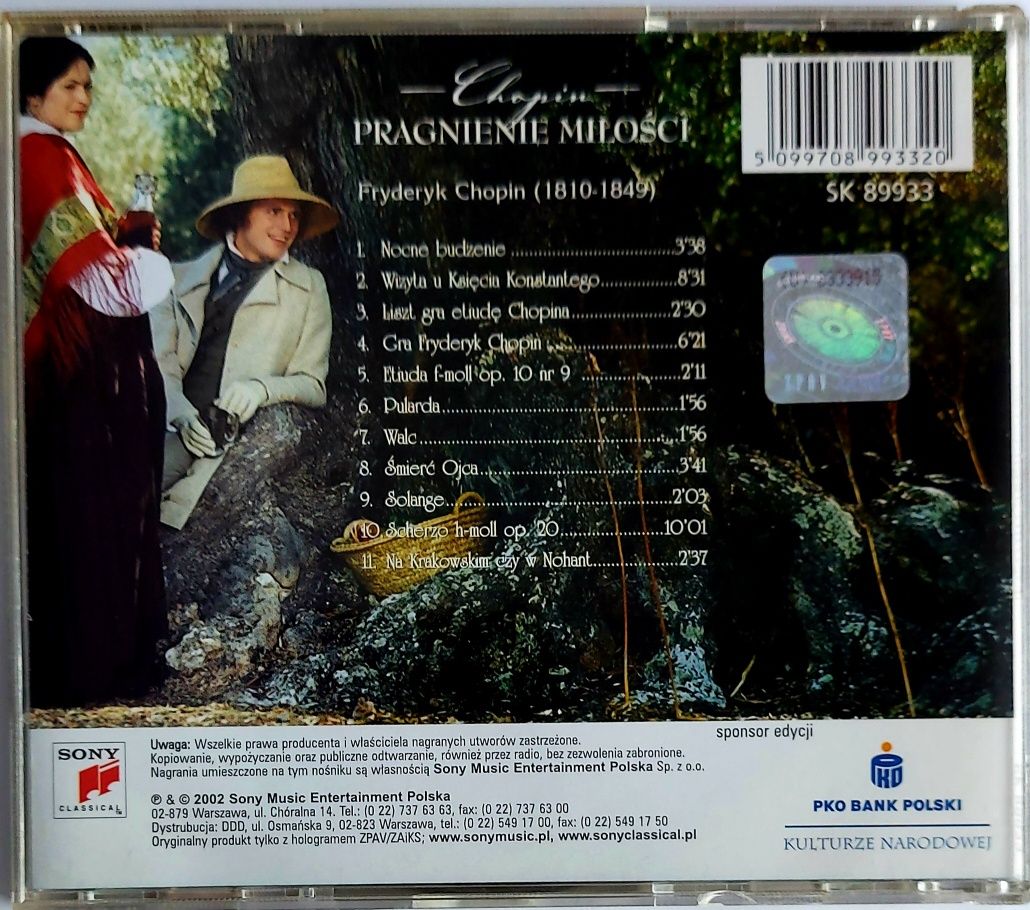 Chopin
PRAGNIENIE MIŁOŚCI
5 099708 993320
SK 89933
Fryderyk Chopin (1810-1849)
1. Nocne budzenie ........................3'38
2. Wizyta u Księcia Konstantego...........8'31
3. Liszt gra etiudę Chopina................2'30
4. Gra Fryderyk Chopin ....................6'21
5. Etiuda f-moll op. 10 nr 9 ................2'11
6. Pularda..................................1'56
7. Walc.....................................1'56
8. Śmierć Ojca.............................3'41
9. Solange.................................2'03
10. Scherzo h-moll op. 20..................10'01
11. Na Krakowskim czy w Nohant.............2'37
SONY
CLASSICAL™
Uwaga: Wszelkie prawa producenta i właściciela nagranych utworów zastrzeżone.
Kopiowanie, wypożyczanie oraz publiczne odtwarzanie, również przez radio, bez zezwolenia zabronione.
Nagrania umieszczone na tym nośniku są własnością Sony Music Entertainment Polska Sp. z o.o.
℗ & © 2002 Sony Music Entertainment Polska
02-879 Warszawa, ul. Chóralna 14. Tel.: (0 22) 737 63 63, fax: (0 22) 737 63 00
Dystrubucja: DDD, ul. Osmańska 9, 02-823 Warszawa, tel.: (0 22) 549 17 00, fax: (0 22) 549 17 50
Oryginalny produkt tylko z hologramem ZPAV/ZAiKS; www.sonymusic.pl, www.sonyclassical.pl
sponsor edycji
PKO
PKO BANK POLSKI
KULTURZE NARODOWEJ